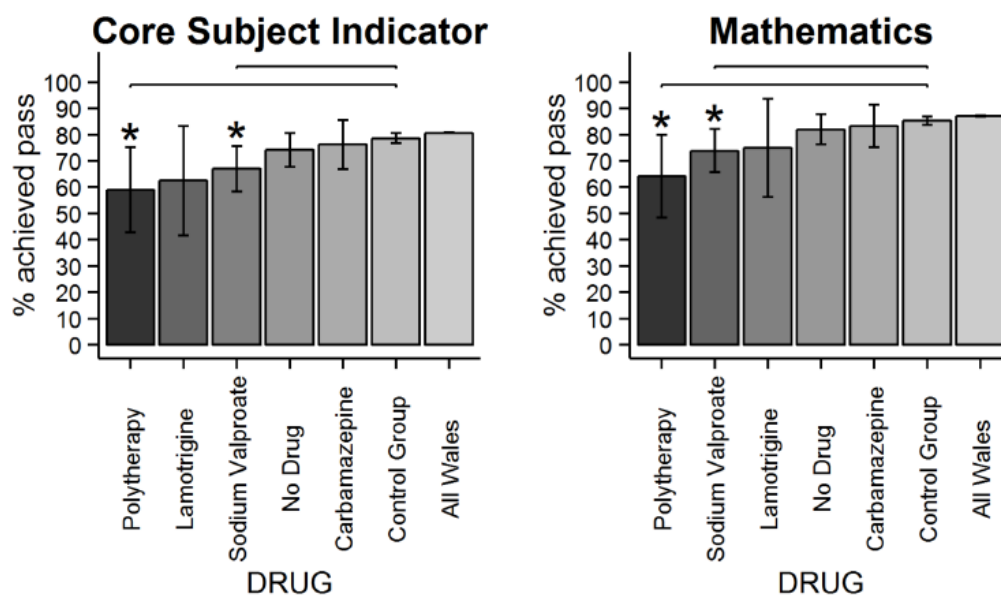 Core Subject Indicator
% achieved pass
100
90
80
70
60
50
40
30
20
10
0
* *
Polytherapy
Lamotrigine
Sodium Valproate
No Drug
Carbamazepine
Control Group
All Wales
DRUG
Mathematics
% achieved pass
100
90
80
70
60
50
40
30
20
10
0
* *
Polytherapy
Sodium Valproate
Lamotrigine
No Drug
Carbamazepine
Control Group
All Wales
DRUG